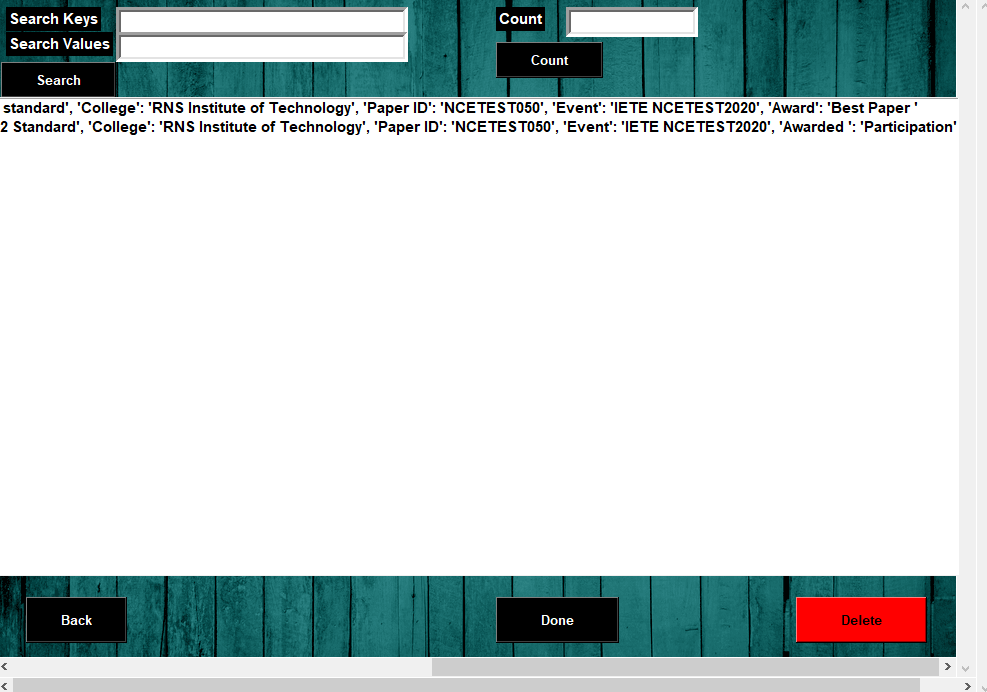 Search Keys
Count
Search Values
Count
Search
standard', 'College': 'RNS Institute of Technology', 'Paper ID': 'NCETEST050', 'Event': 'IETE NCETEST2020', 'Award': 'Best Paper '
2 Standard', 'College': 'RNS Institute of Technology', 'Paper ID': 'NCETEST050', 'Event': 'IETE NCETEST2020', 'Awarded ': 'Participation'
Back
Done
Delete